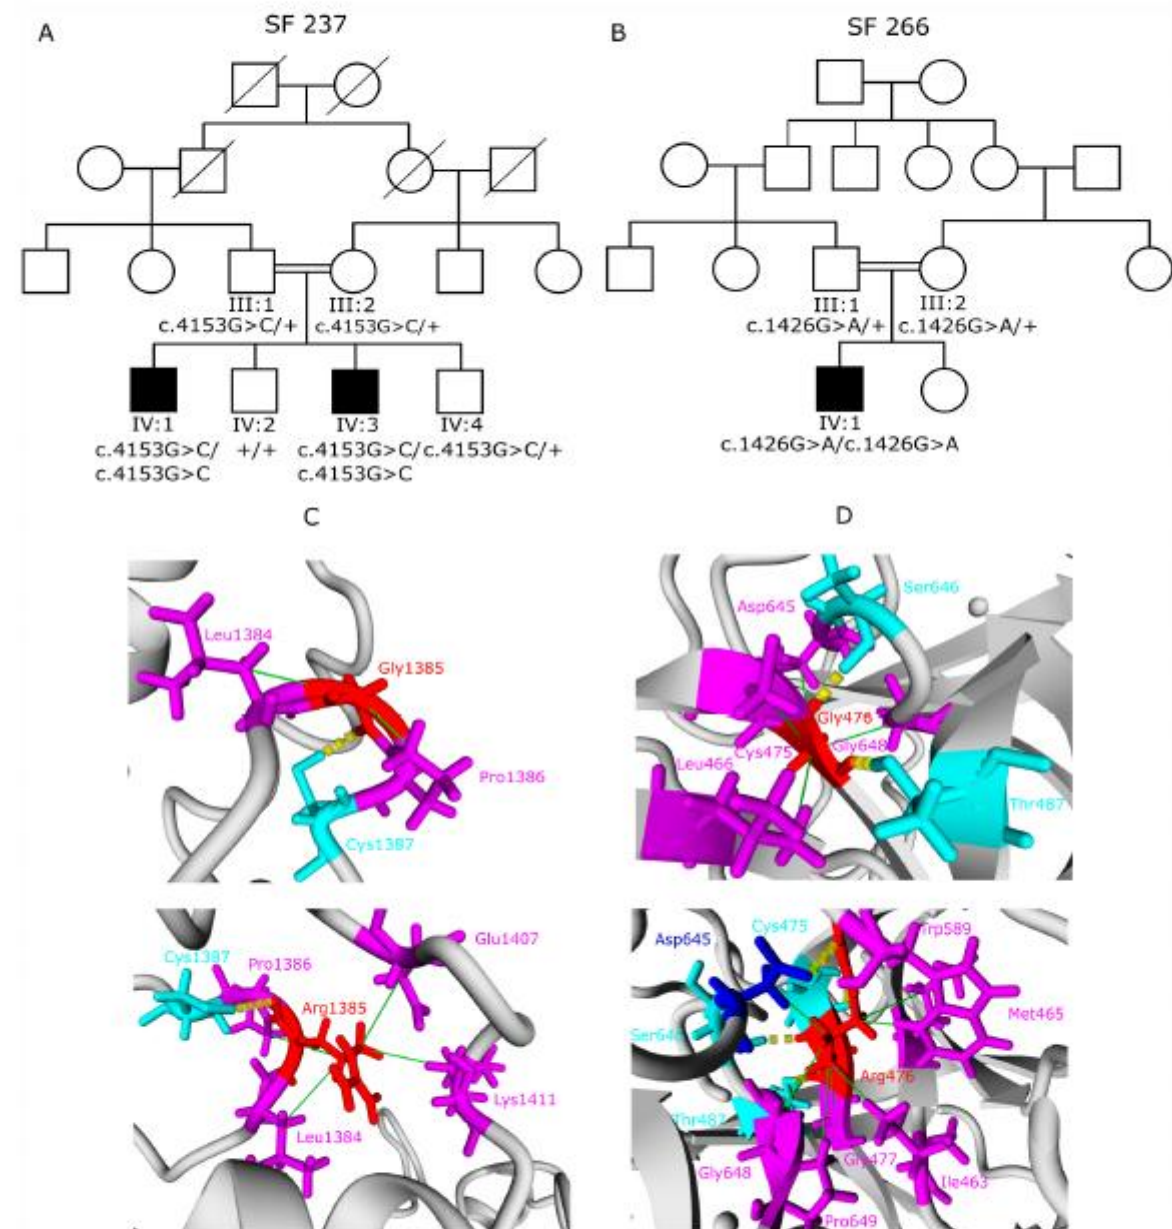 A
SF 237
B
SF 266
III:1
III:2
c.4153G>C/+
c.4153G>C/+
III:1
III:2
c.1426G>A/+
c.1426G>A/+
IV:1
IV:2
IV:3
IV:4
c.4153G>C/
c.4153G>C
+/+
c.4153G>C/
c.4153G>C
c.4153G>C/+
IV:1
c.1426G>A/c.1426G>A
C
D
Leu1384
Gly1385
Pro1386
Cys1387
Ser646
Asp645
Gly476
Cys475
Gly648
Leu466
Thr487
Cys1387
Pro1386
Glu1407
Arg1385
Lys1411
Leu1384
Asp645
Cys475
Trp589
Met465
Ser646
Arg476
Thr487
Gly648
Gly477
Ile463
Pro649